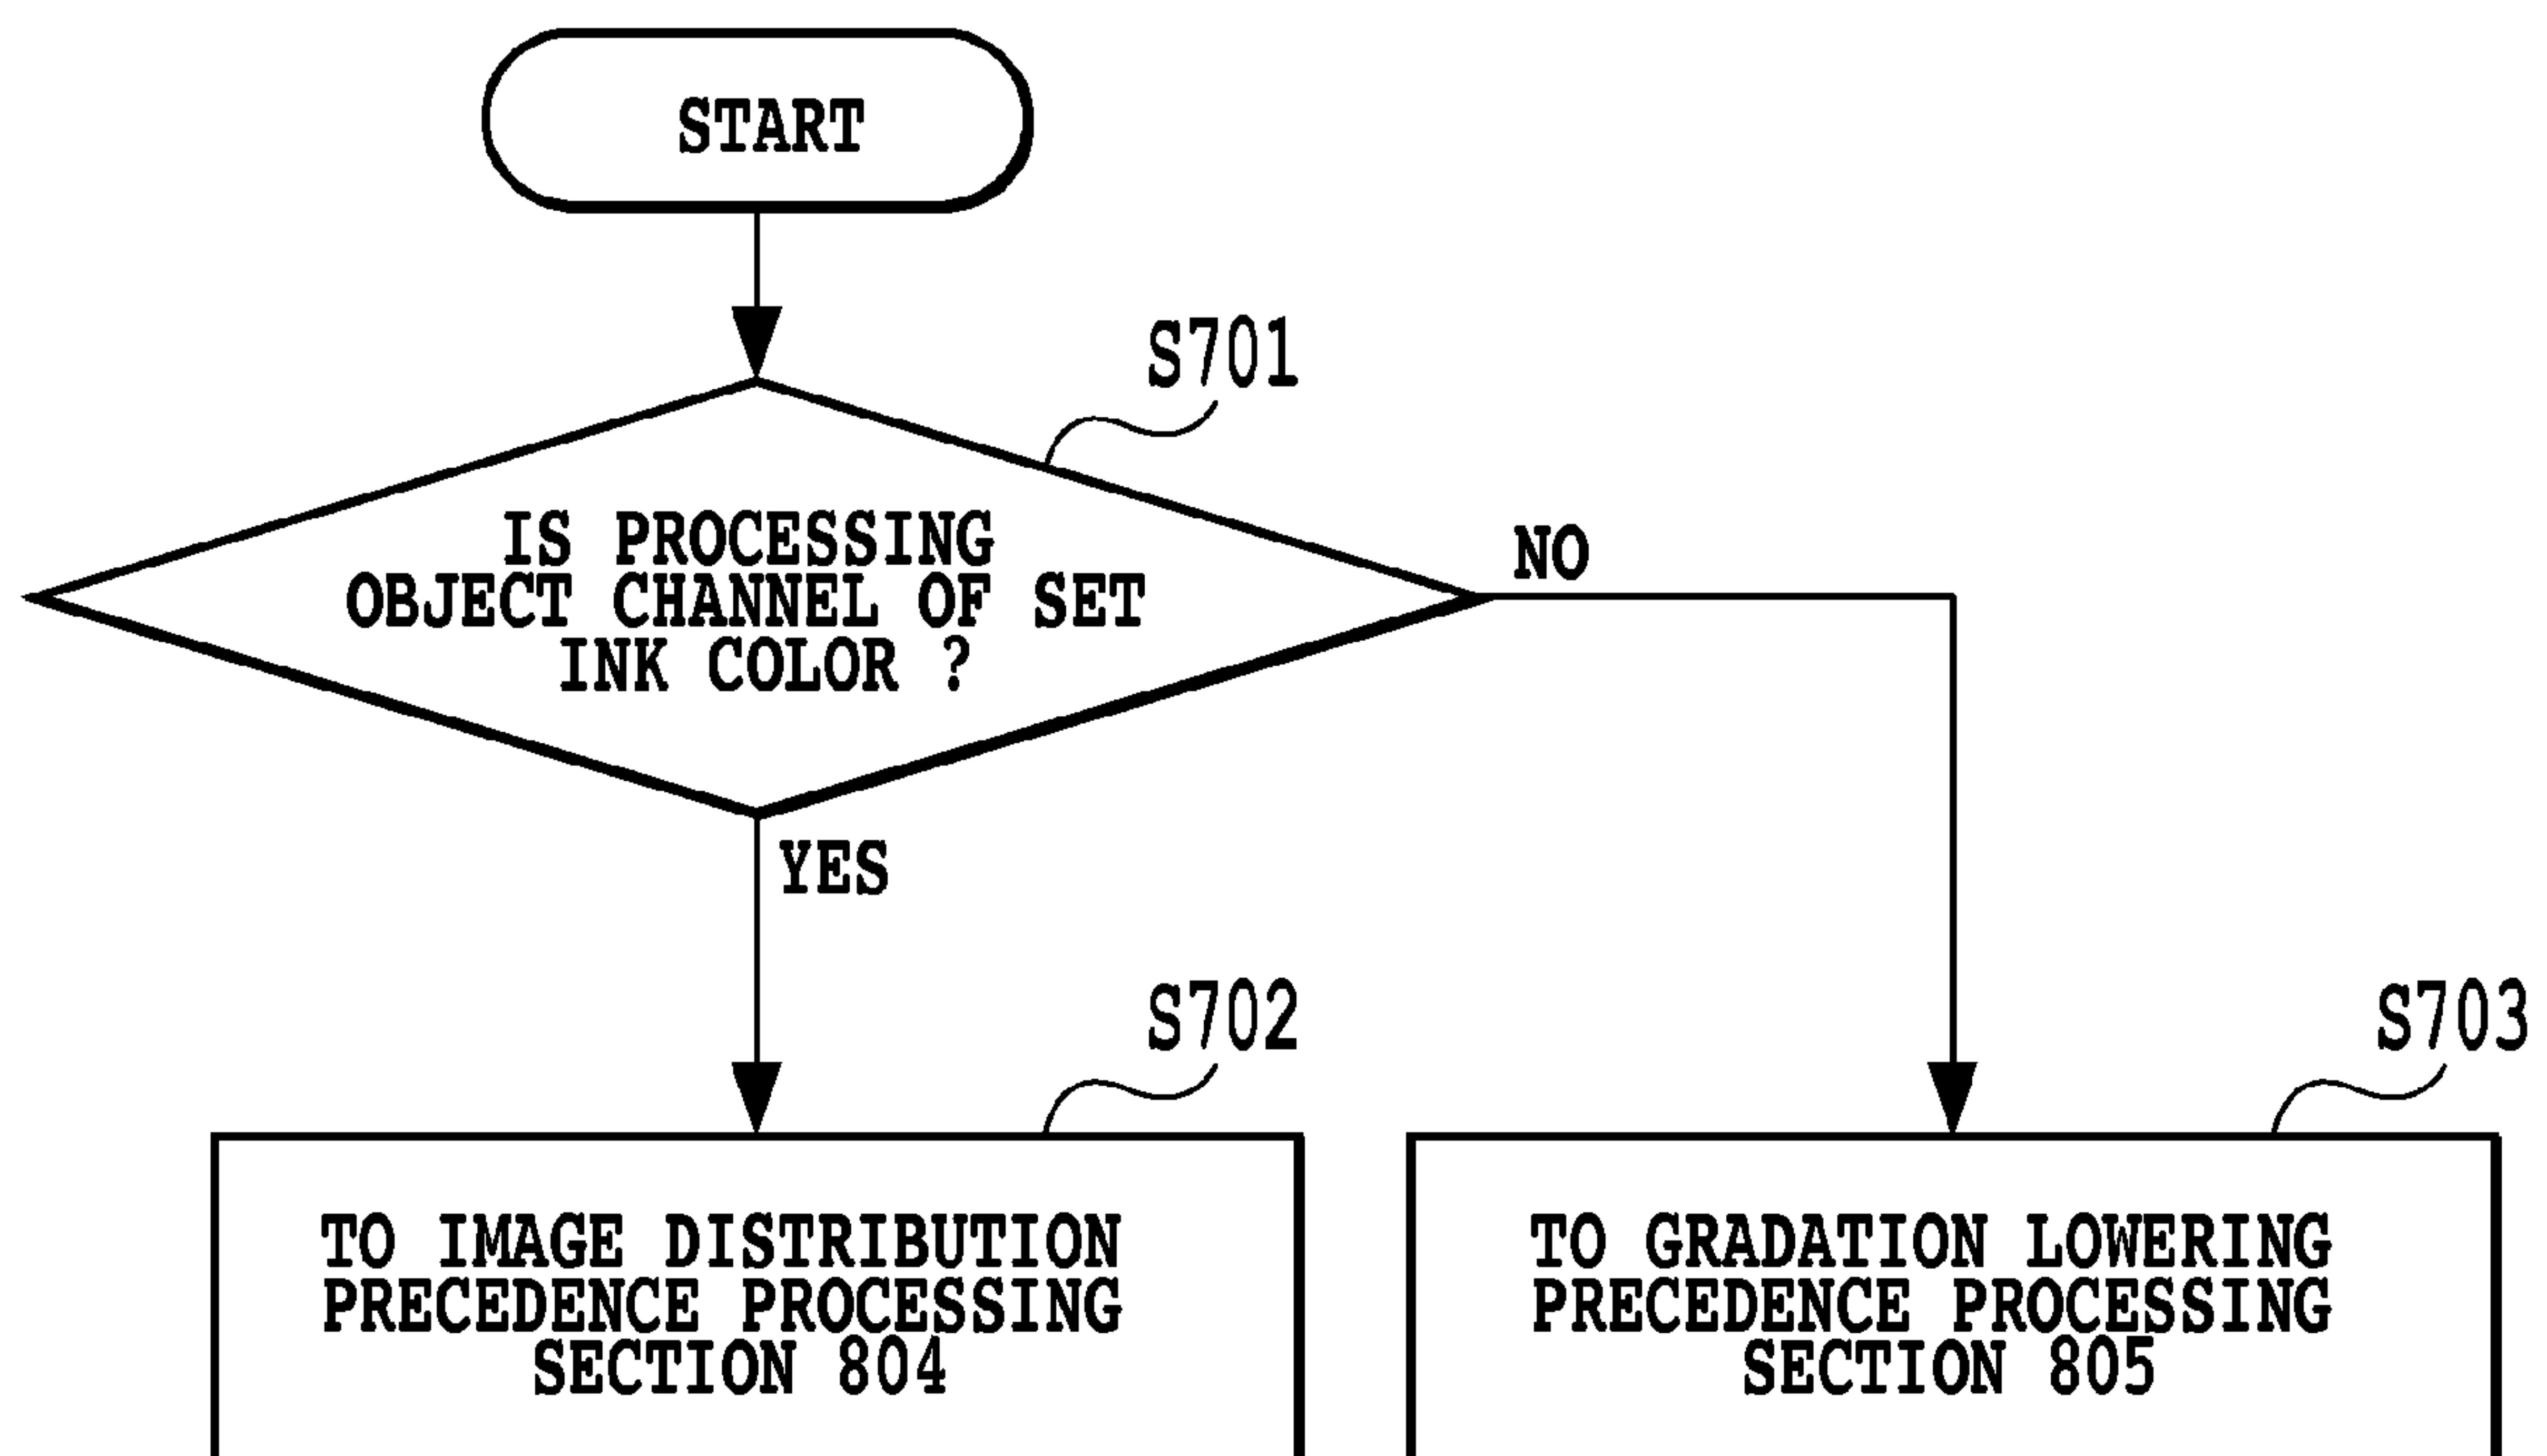 START
S701
IS PROCESSING
OBJECT CHANNEL OF SET
INK COLOR ?
NO
YES
S702
S703
TO IMAGE DISTRIBUTION
PRECEDENCE PROCESSING
SECTION 804
TO GRADATION LOWERING
PRECEDENCE PROCESSING
SECTION 805